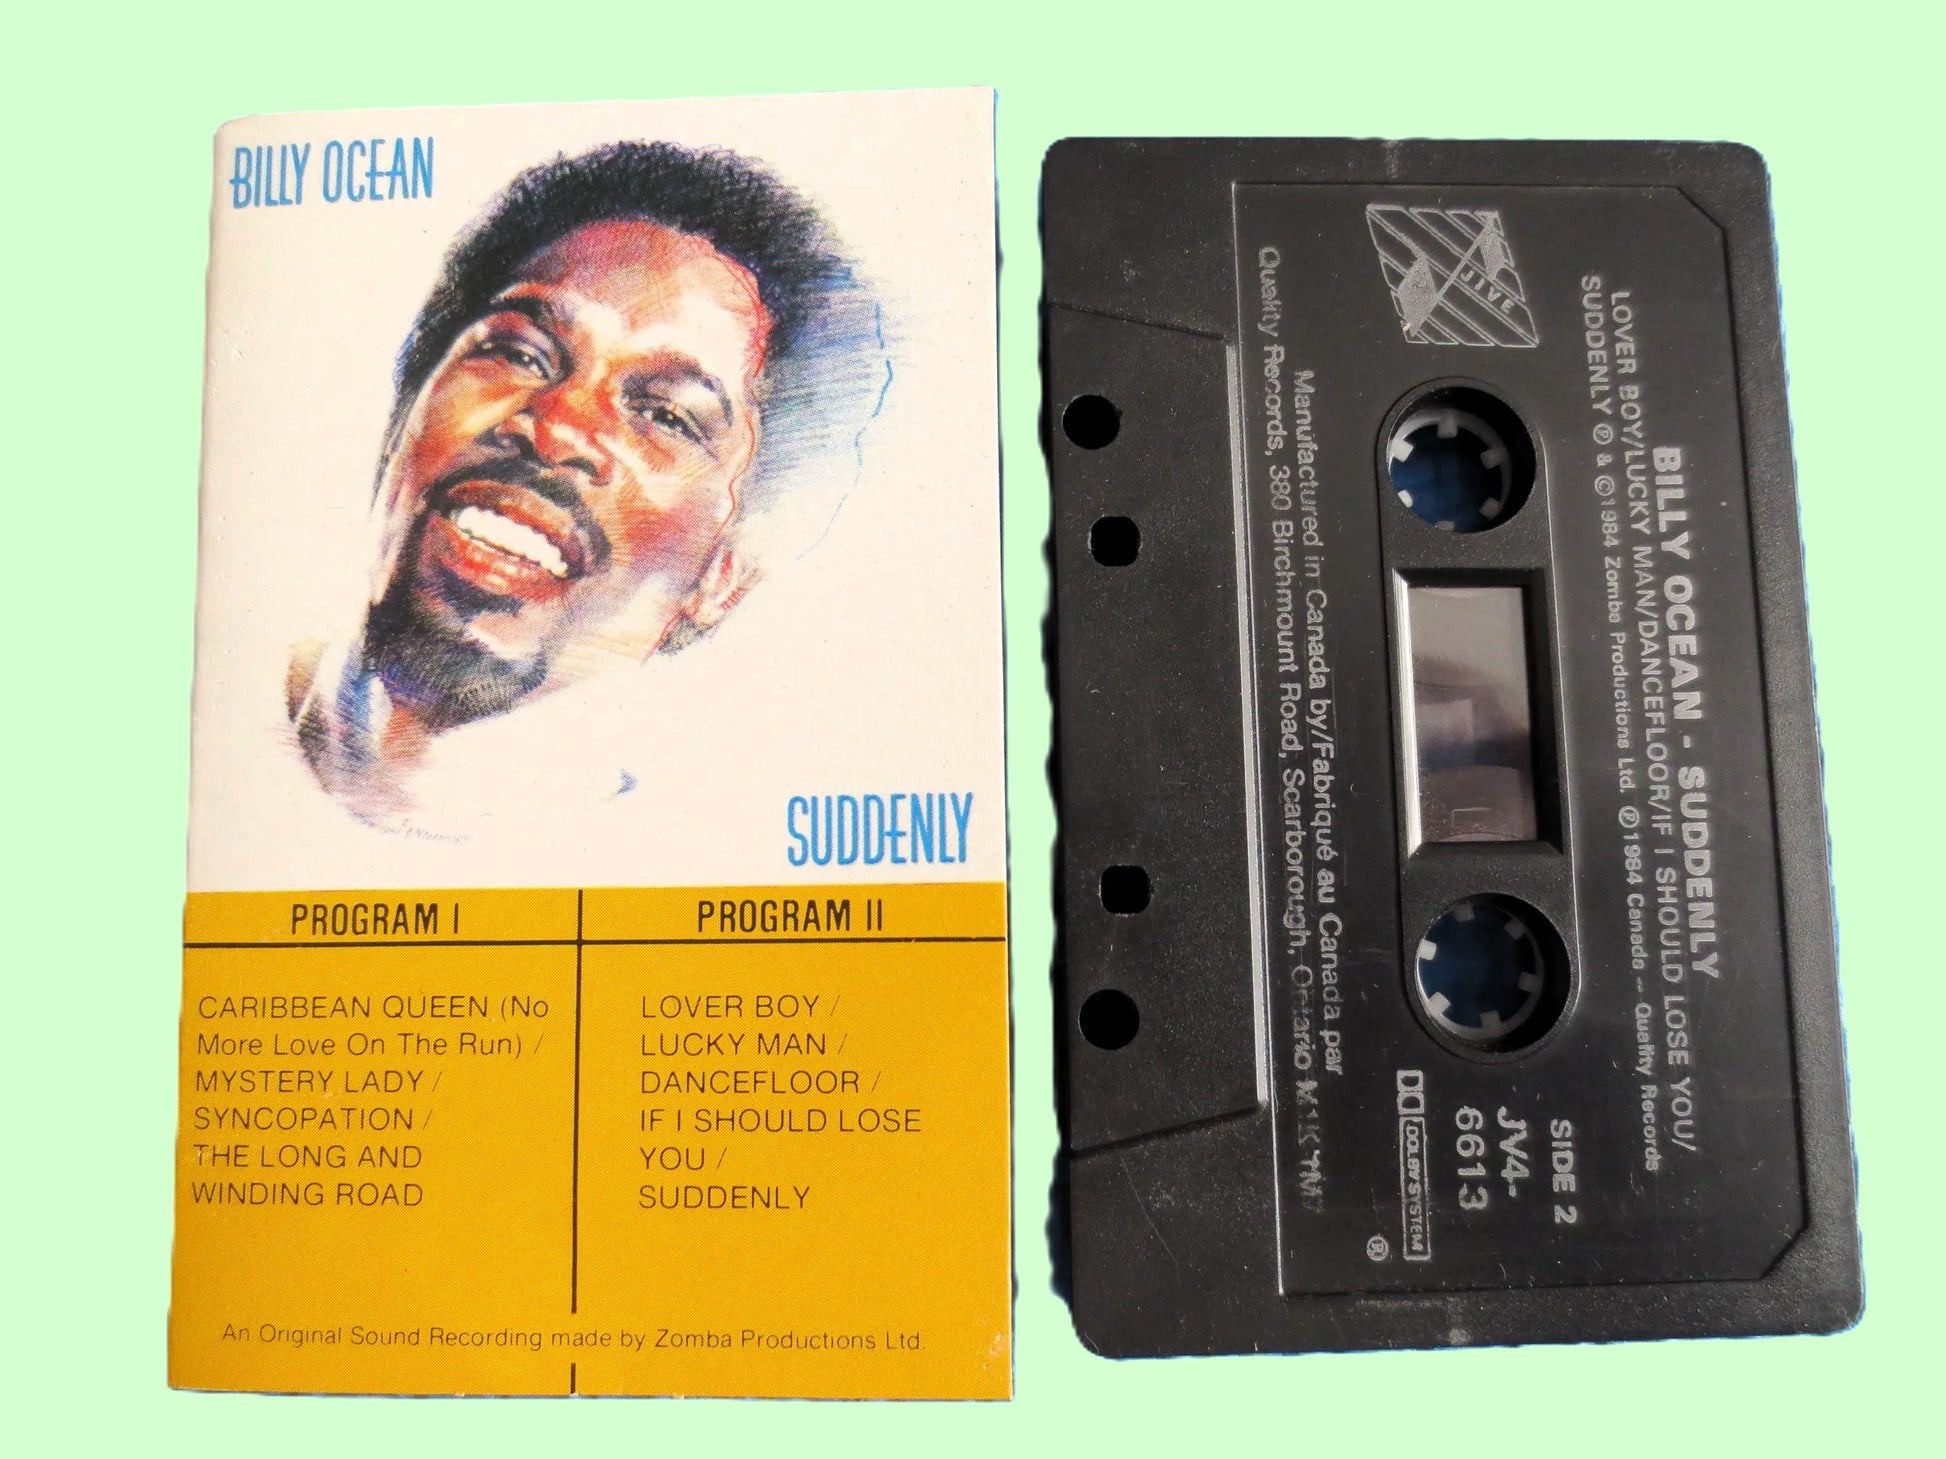 BILLY OCEAN
SUDDENLY
PROGRAM I
CARIBBEAN QUEEN (No
More Love On The Run) /
MYSTERY LADY /
SYNCOPATION /
THE LONG AND
WINDING ROAD
PROGRAM II
LOVER BOY /
LUCKY MAN /
DANCEFLOOR /
IF I SHOULD LOSE
YOU /
SUDDENLY
An Original Sound Recording made by Zomba Productions Ltd.
BILLY OCEAN - SUDDENLY
LOVER BOY/LUCKY MAN/DANCEFLOOR/IF I SHOULD LOSE YOU/
SUDDENLY ℗ & ©1984 Zomba Productions Ltd. ℗1984 Canada -- Quality Records
JIVE
SIDE 2
JV4-
6613
DOLBY SYSTEM
®
Manufactured in Canada by/Fabriqué au Canada par
Quality Records, 380 Birchmount Road, Scarborough, Ontario M1K 1M7